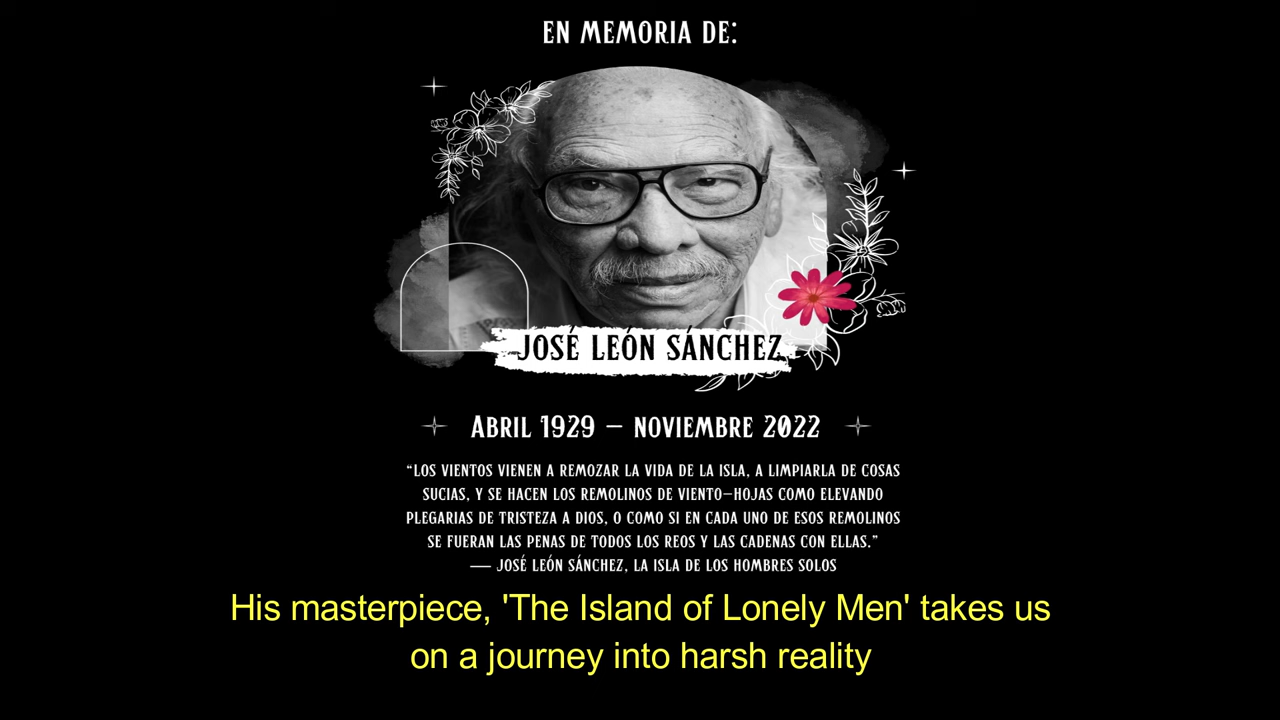 EN MEMORIA DE:
JOSÉ LEÓN SÁNCHEZ
ABRIL 1929 – NOVIEMBRE 2022
“LOS VIENTOS VIENEN A REMOZAR LA VIDA DE LA ISLA, A LIMPIARLA DE COSAS
SUCIAS, Y SE HACEN LOS REMOLINOS DE VIENTO–HOJAS COMO ELEVANDO
PLEGARIAS DE TRISTEZA A DIOS, O COMO SI EN CADA UNO DE ESOS REMOLINOS
SE FUERAN LAS PENAS DE TODOS LOS REOS Y LAS CADENAS CON ELLAS.”
— JOSÉ LEÓN SÁNCHEZ, LA ISLA DE LOS HOMBRES SOLOS
His masterpiece, 'The Island of Lonely Men' takes us
on a journey into harsh reality